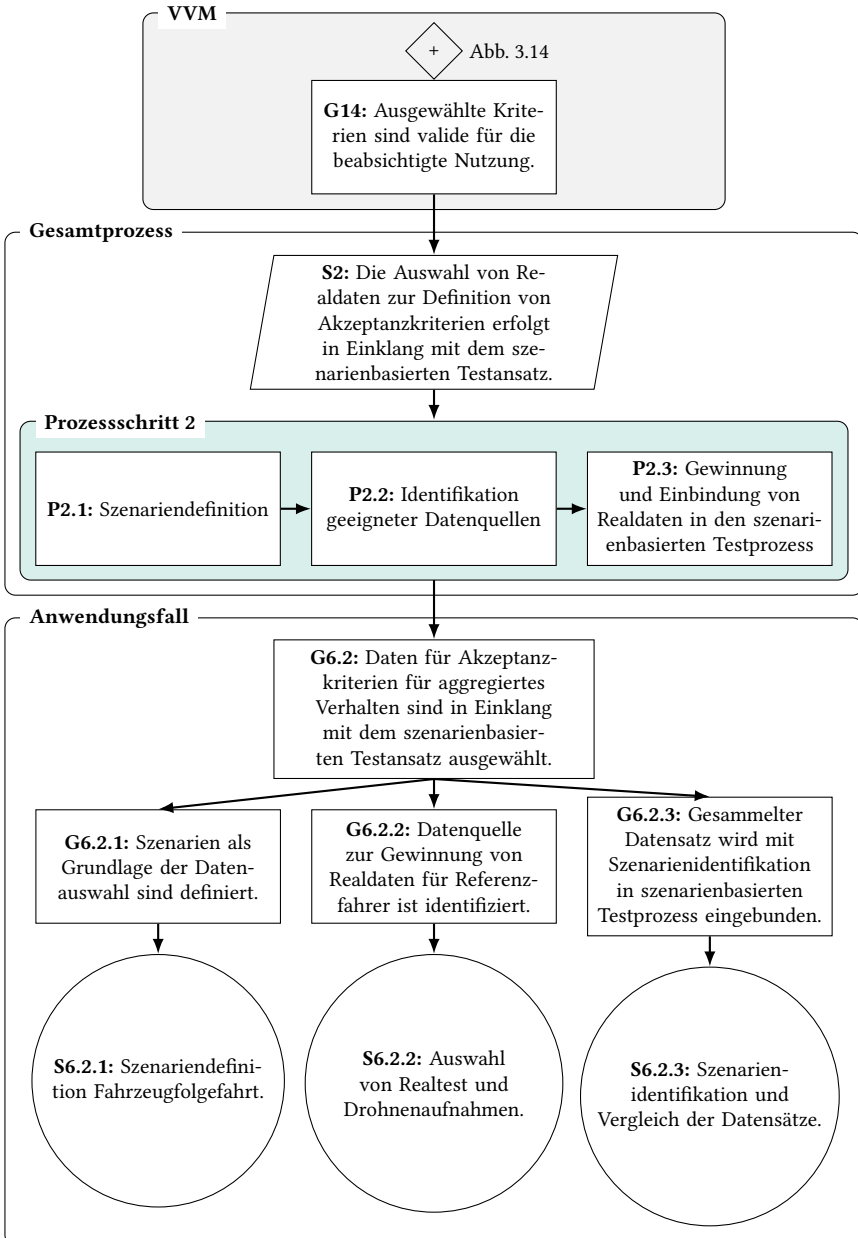 VVM
+
Abb. 3.14
G14: Ausgewählte Krite-
rien sind valide für die
beabsichtigte Nutzung.
Gesamtprozess
S2: Die Auswahl von Re-
aldaten zur Definition von
Akzeptanzkriterien erfolgt
in Einklang mit dem sze-
narienbasierten Testansatz.
Prozessschritt 2
P2.1: Szenariendefinition
P2.2: Identifikation
geeigneter Datenquellen
P2.3: Gewinnung
und Einbindung von
Realdaten in den szenari-
enbasierten Testprozess
Anwendungsfall
G6.2: Daten für Akzeptanz-
kriterien für aggregiertes
Verhalten sind in Einklang
mit dem szenarienbasier-
ten Testansatz ausgewählt.
G6.2.1: Szenarien als
Grundlage der Daten-
auswahl sind definiert.
G6.2.2: Datenquelle
zur Gewinnung von
Realdaten für Referenz-
fahrer ist identifiziert.
G6.2.3: Gesammelter
Datensatz wird mit
Szenarienidentifikation
in szenarienbasierten
Testprozess eingebunden.
S6.2.1: Szenariendefini-
tion Fahrzeugfolgefahrt.
S6.2.2: Auswahl
von Realtest und
Drohnenaufnahmen.
S6.2.3: Szenarien-
identifikation und
Vergleich der Datensätze.